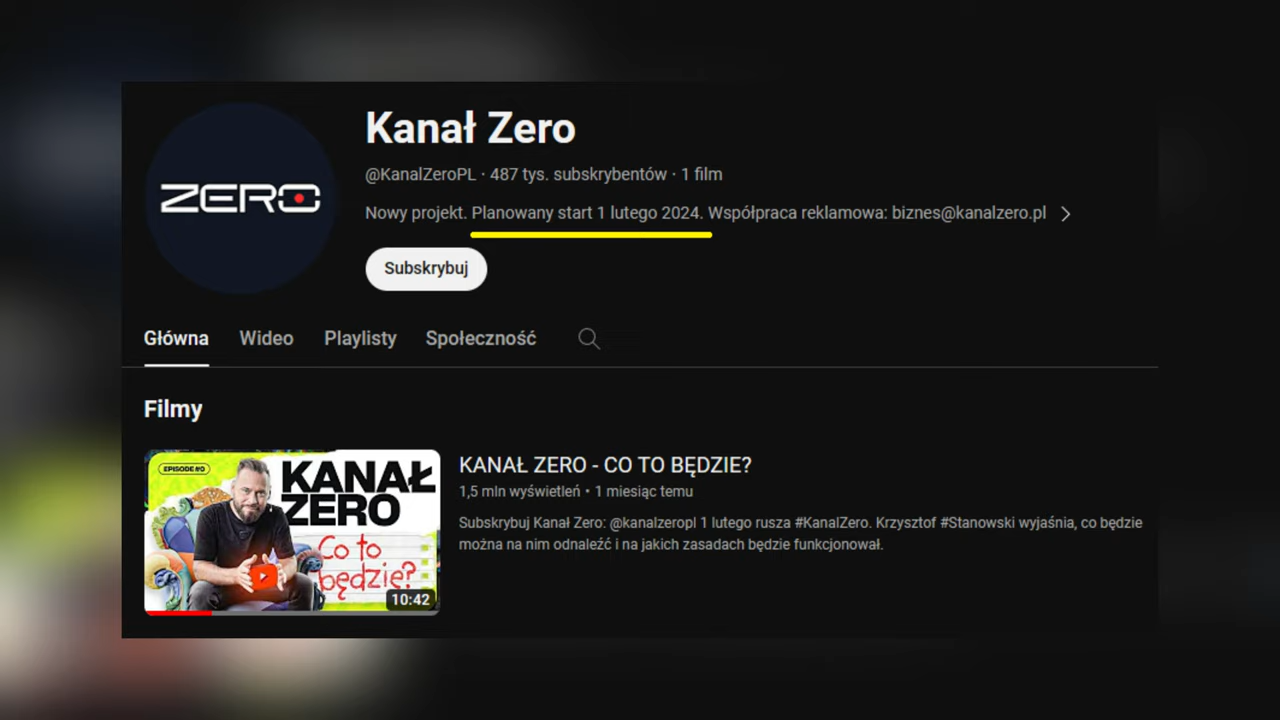 ZERO
Kanał Zero
@KanalZeroPL · 487 tys. subskrybentów · 1 film
Nowy projekt. Planowany start 1 lutego 2024. Współpraca reklamowa: biznes@kanalzero.pl
Subskrybuj
Główna Wideo Playlisty Społeczność
Filmy
EPISODE #0
KANAŁ
ZERO
Co to
będzie?
10:42
KANAŁ ZERO - CO TO BĘDZIE?
1,5 mln wyświetleń • 1 miesiąc temu
Subskrybuj Kanał Zero: @kanalzeropl 1 lutego rusza #KanalZero. Krzysztof #Stanowski wyjaśnia, co będzie
można na nim odnaleźć i na jakich zasadach będzie funkcjonował.